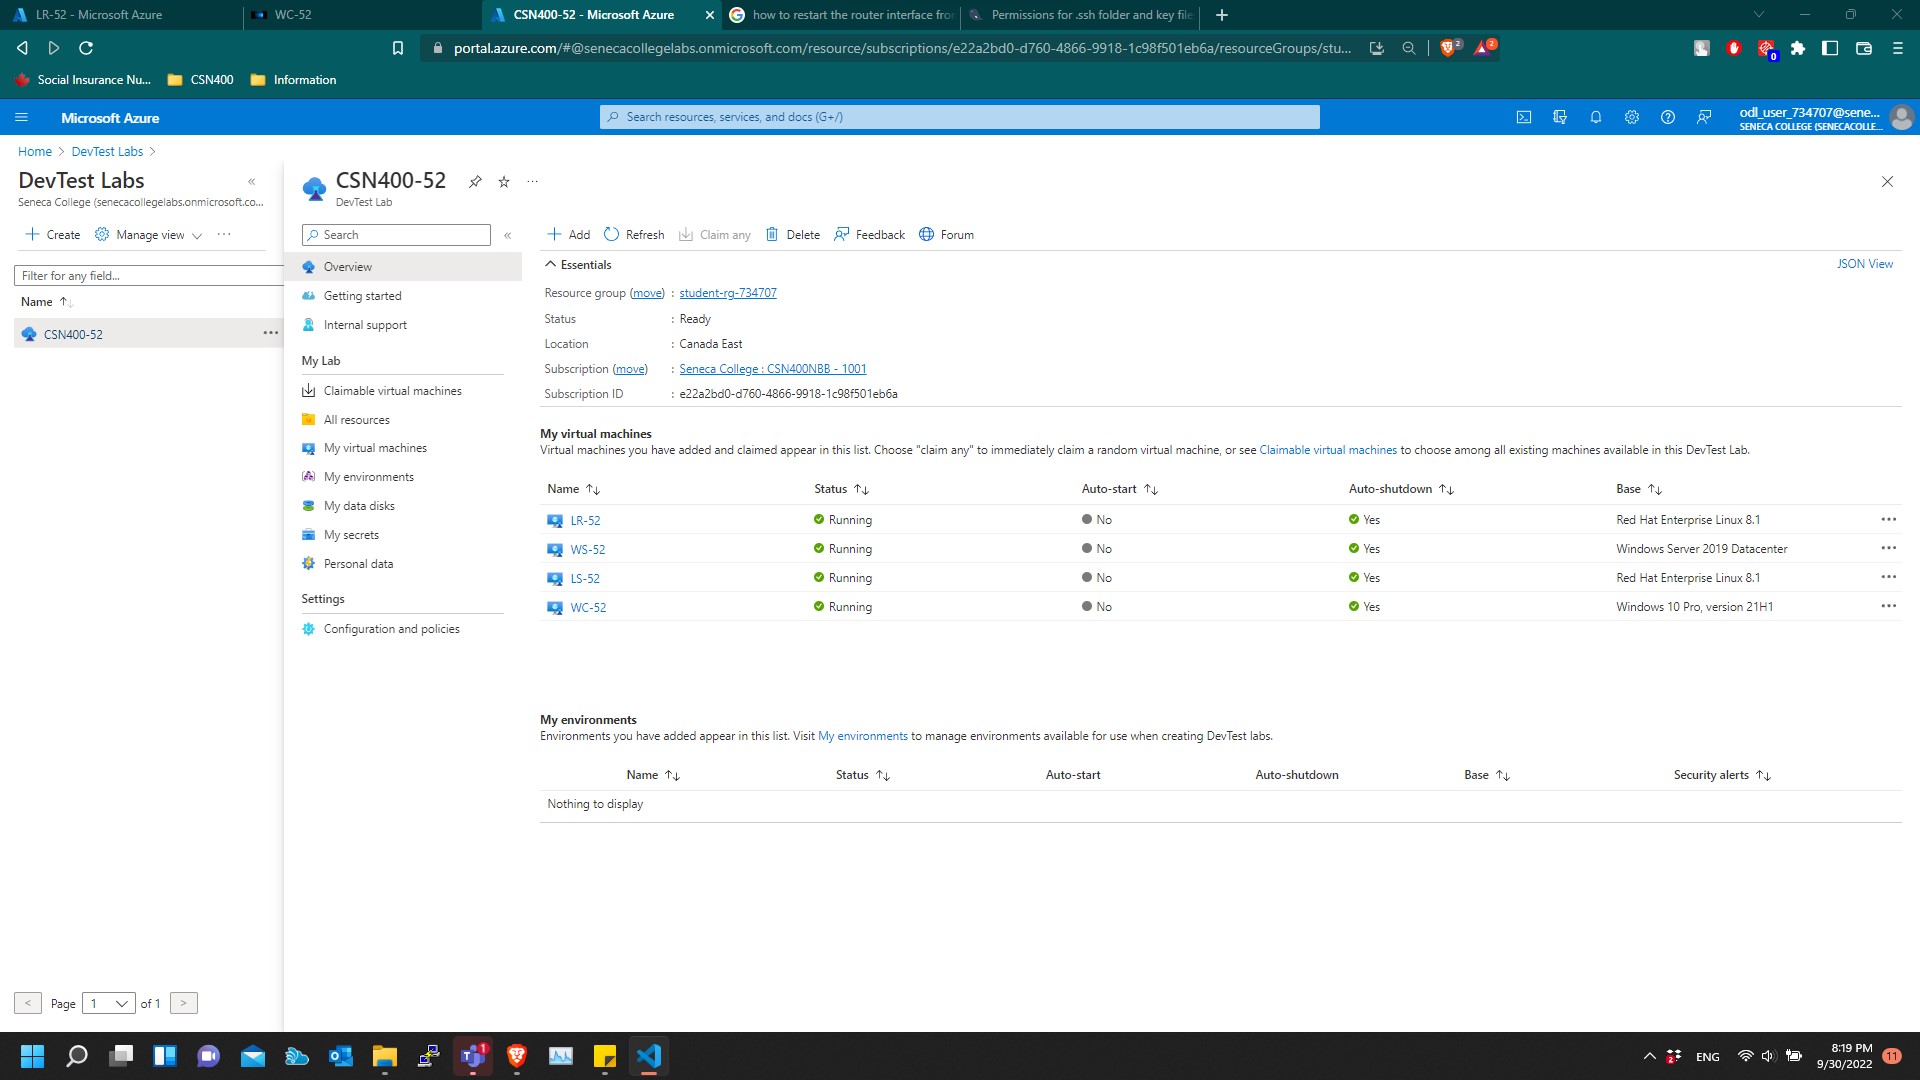 LR-52 - Microsoft Azure
WC-52
CSN400-52 - Microsoft Azure
how to restart the router interface fro
Permissions for .ssh folder and key file
portal.azure.com/#@senecacollegelabs.onmicrosoft.com/resource/subscriptions/e22a2bd0-d760-4866-9918-1c98f501eb6a/resourceGroups/stu...
2
2
0
Social Insurance Nu...
CSN400
Information
Microsoft Azure
Search resources, services, and docs (G+/)
odl_user_734707@sene...
SENECA COLLEGE (SENECACOLLE...
Home > DevTest Labs >
DevTest Labs
Seneca College (senecacollegelabs.onmicrosoft.co...
Create
Manage view
Filter for any field...
Name
CSN400-52
Page 1 of 1
CSN400-52
DevTest Lab
Search
Overview
Getting started
Internal support
My Lab
Claimable virtual machines
All resources
My virtual machines
My environments
My data disks
My secrets
Personal data
Settings
Configuration and policies
Add Refresh Claim any Delete Feedback Forum
Essentials
JSON View
Resource group (move) : student-rg-734707
Status : Ready
Location : Canada East
Subscription (move) : Seneca College : CSN400NBB - 1001
Subscription ID : e22a2bd0-d760-4866-9918-1c98f501eb6a
My virtual machines
Virtual machines you have added and claimed appear in this list. Choose "claim any" to immediately claim a random virtual machine, or see Claimable virtual machines to choose among all existing machines available in this DevTest Lab.
Name Status Auto-start Auto-shutdown Base
LR-52 Running No Yes Red Hat Enterprise Linux 8.1
WS-52 Running No Yes Windows Server 2019 Datacenter
LS-52 Running No Yes Red Hat Enterprise Linux 8.1
WC-52 Running No Yes Windows 10 Pro, version 21H1
My environments
Environments you have added appear in this list. Visit My environments to manage environments available for use when creating DevTest labs.
Name Status Auto-start Auto-shutdown Base Security alerts
Nothing to display
1
2
ENG
8:19 PM
9/30/2022
11